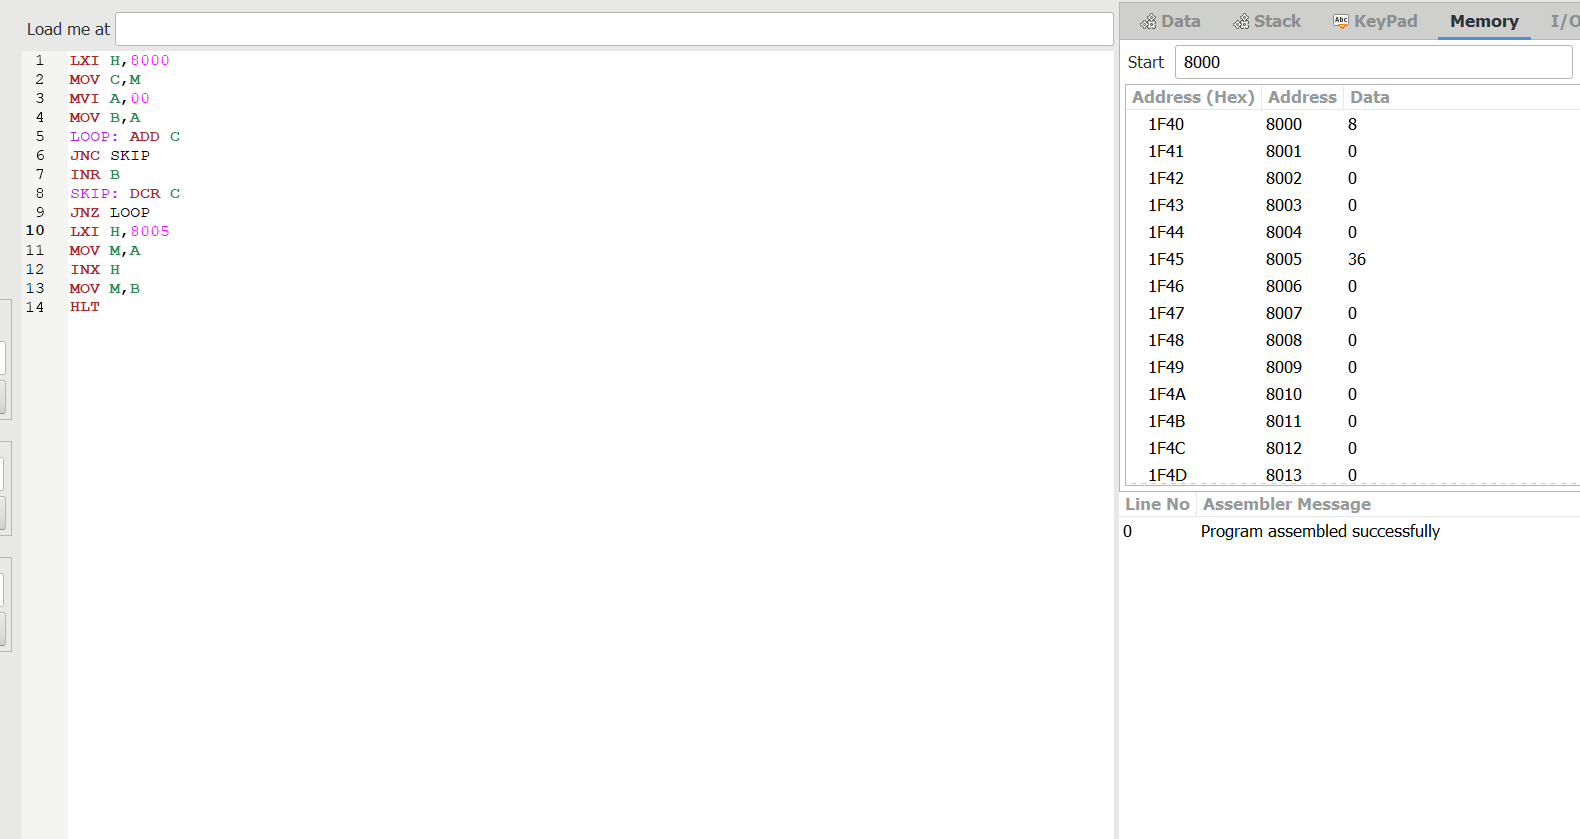 Load me at
1 LXI H,8000
2 MOV C,M
3 MVI A,00
4 MOV B,A
5 LOOP: ADD C
6 JNC SKIP
7 INR B
8 SKIP: DCR C
9 JNZ LOOP
10 LXI H,8005
11 MOV M,A
12 INX H
13 MOV M,B
14 HLT
Data Stack Abc KeyPad Memory I/O
Start 8000
Address (Hex) Address Data
1F40 8000 8
1F41 8001 0
1F42 8002 0
1F43 8003 0
1F44 8004 0
1F45 8005 36
1F46 8006 0
1F47 8007 0
1F48 8008 0
1F49 8009 0
1F4A 8010 0
1F4B 8011 0
1F4C 8012 0
1F4D 8013 0
Line No Assembler Message
0 Program assembled successfully